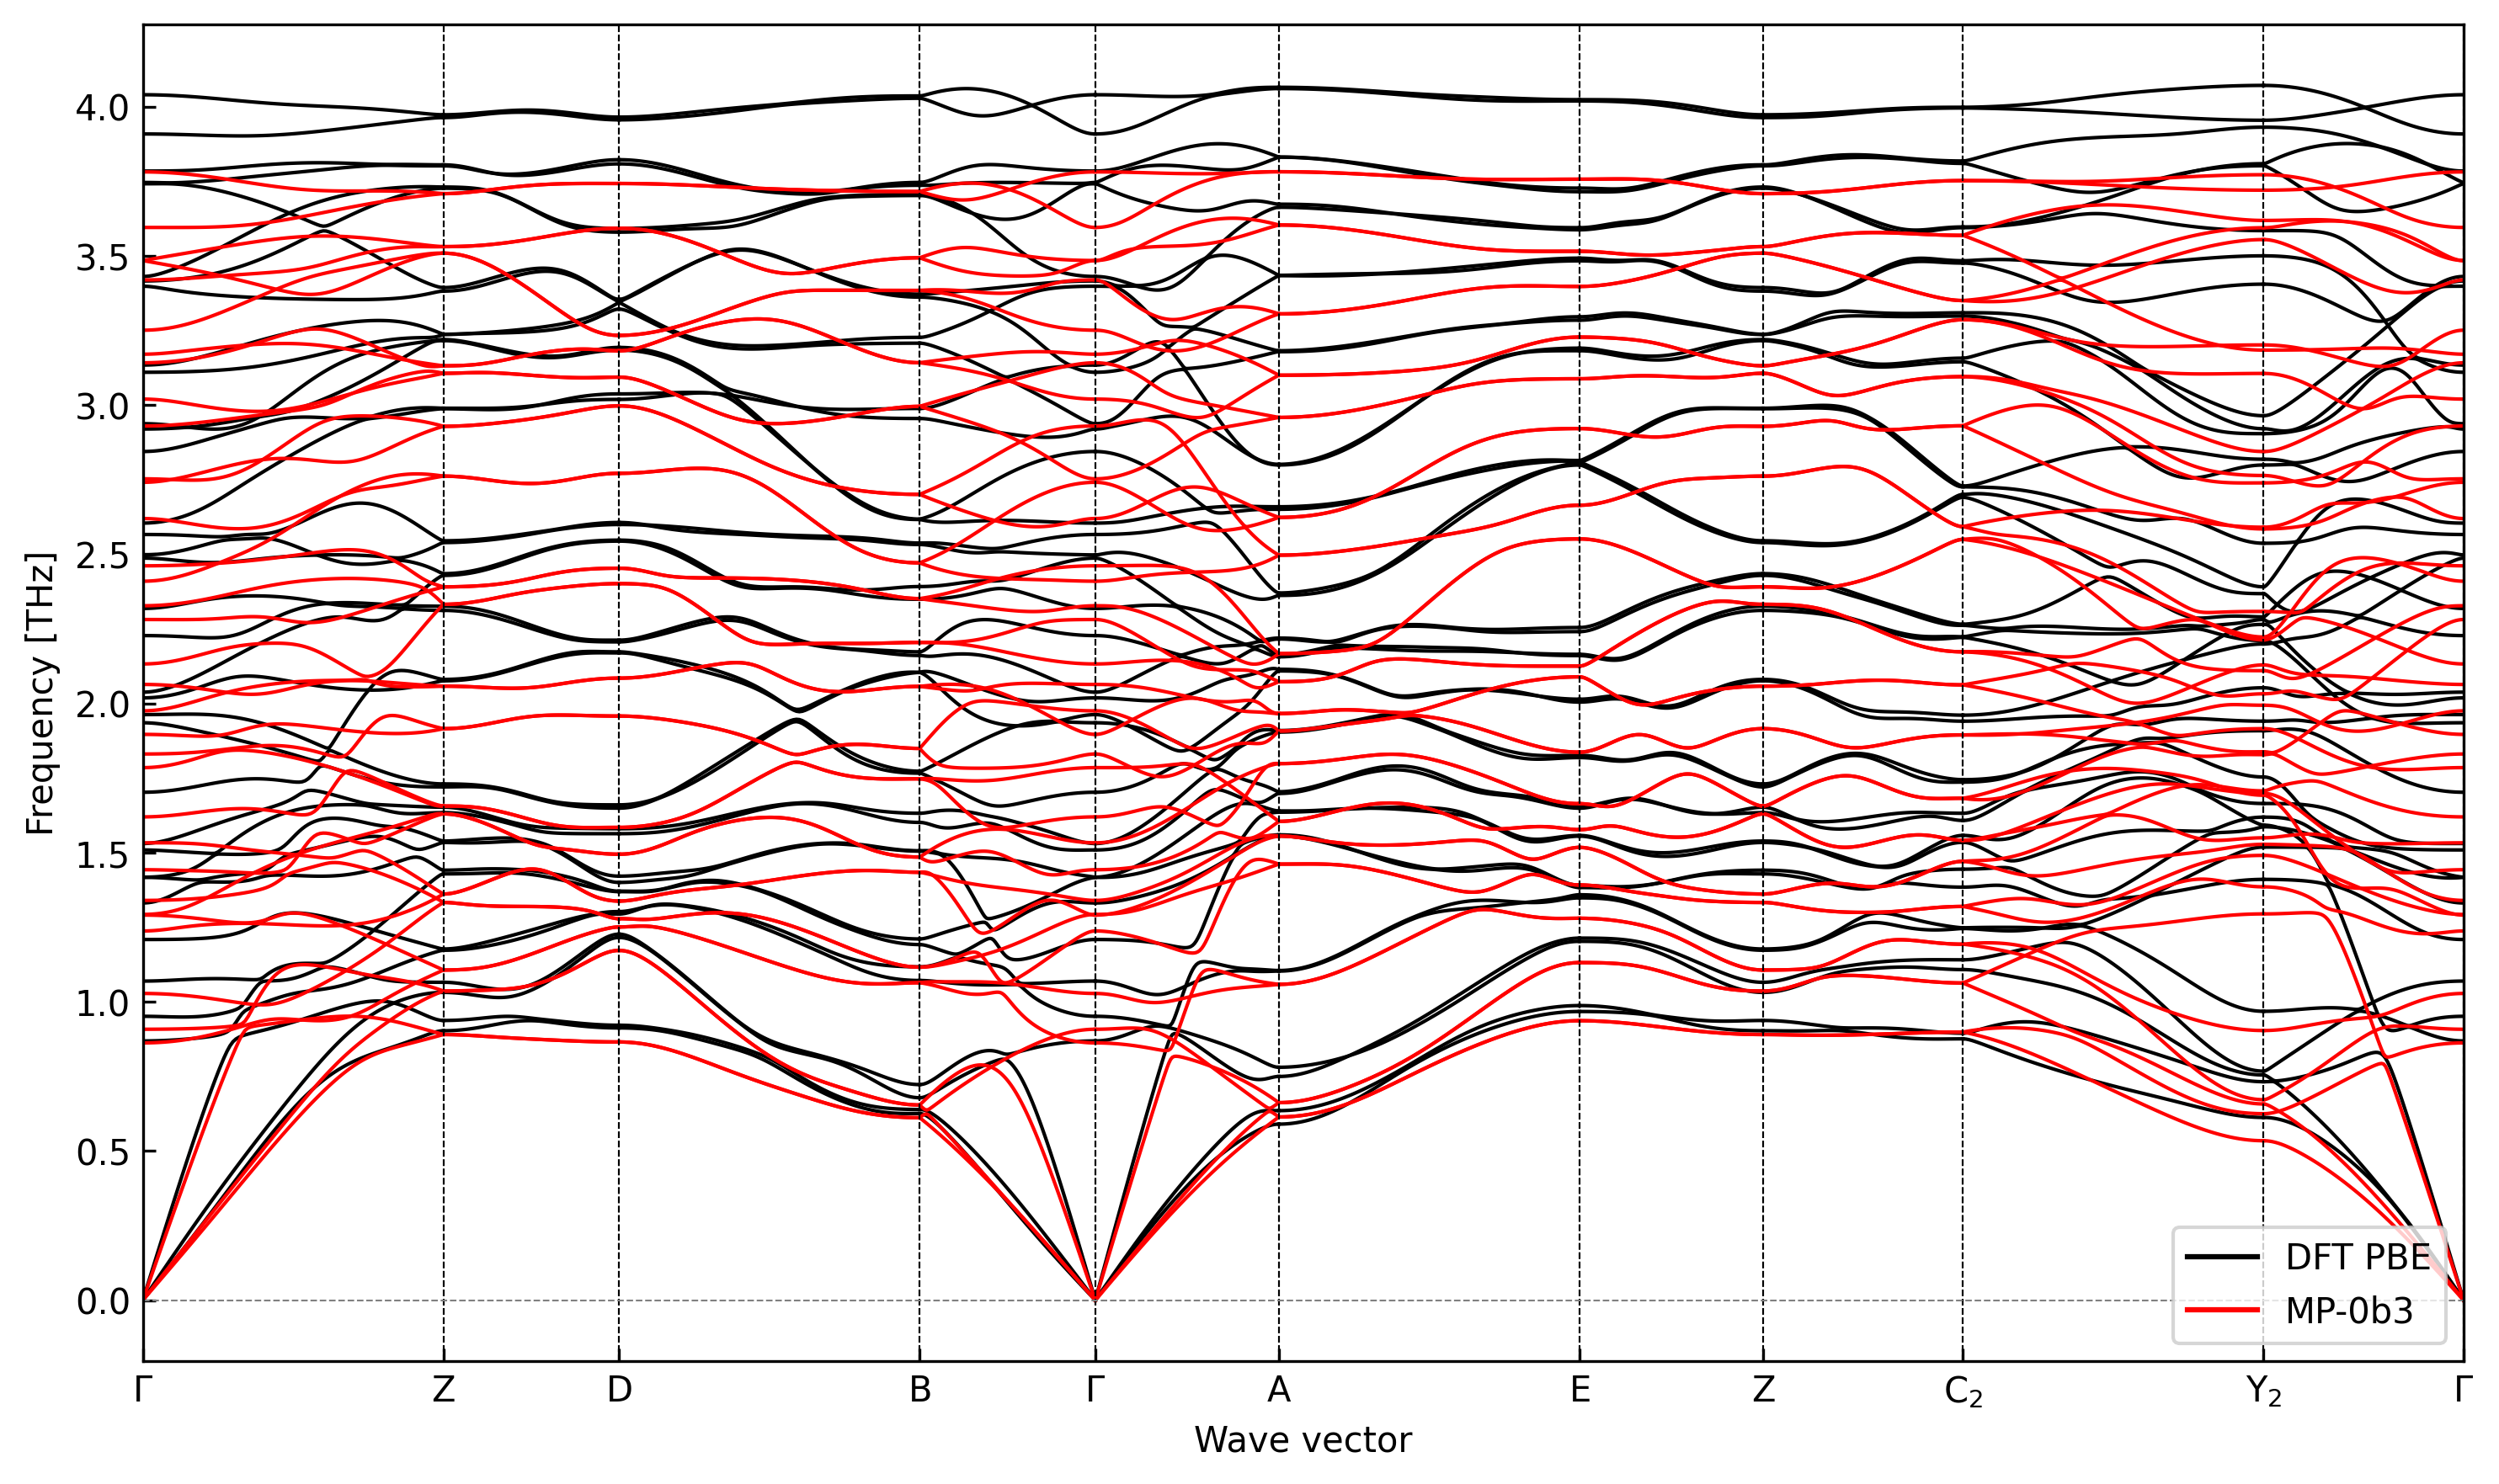 4.0
3.5
3.0
2.5
2.0
1.5
1.0
0.5
0.0
Frequency [THz]
DFT PBE
MP-0b3
Γ Z D B Γ A E Z C₂ Y₂ Γ
Wave vector